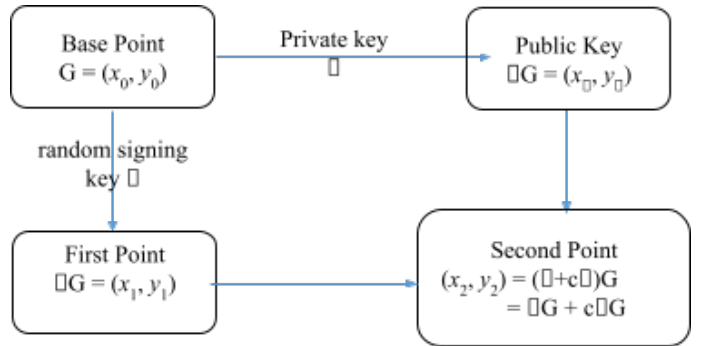 Base Point
G = (x₀, y₀)
Private key
▯
Public Key
▯G = (x▯, y▯)
random signing
key ▯
First Point
▯G = (x₁, y₁)
Second Point
(x₂, y₂) = (▯+c▯)G
= ▯G + c▯G